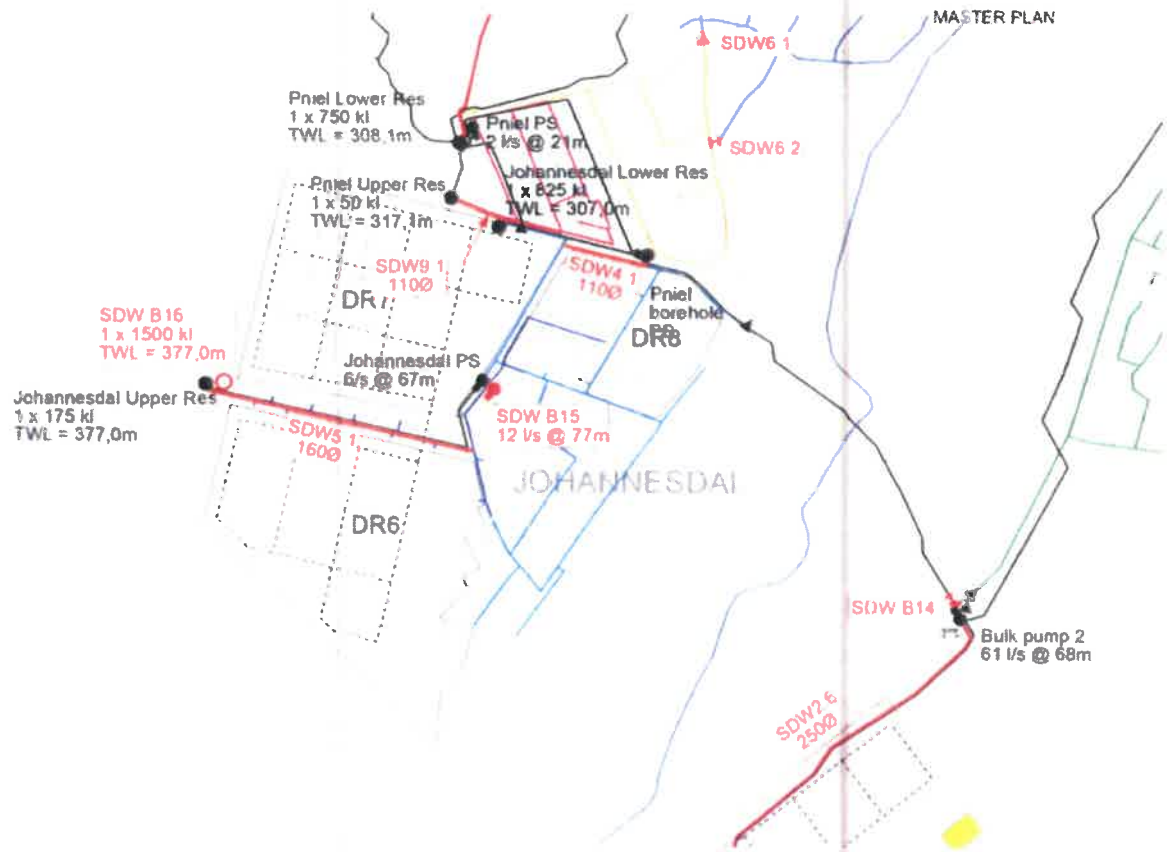 MASTER PLAN
SDW6 1
Pniel Lower Res
1 x 750 kl
TWL = 308,1m
Pniel PS
2 l/s @ 21m
SDW6 2
Johannesdal Lower Res
1 x 825 kl
TWL = 307,0m
Pniel Upper Res
1 x 50 kl
TWL = 317,1m
SDW9 1
110Ø
SDW4 1
110Ø
Pniel
borehole
DR8
SDW B16
1 x 1500 kl
TWL = 377,0m
Johannesdal PS
6/s @ 67m
Johannesdal Upper Res
1 x 175 kl
TWL = 377,0m
SDW5 1
160Ø
SDW B15
12 l/s @ 77m
JOHANNESDAl
DR6
SDW B14
Bulk pump 2
61 l/s @ 68m
SDW2 6
250Ø